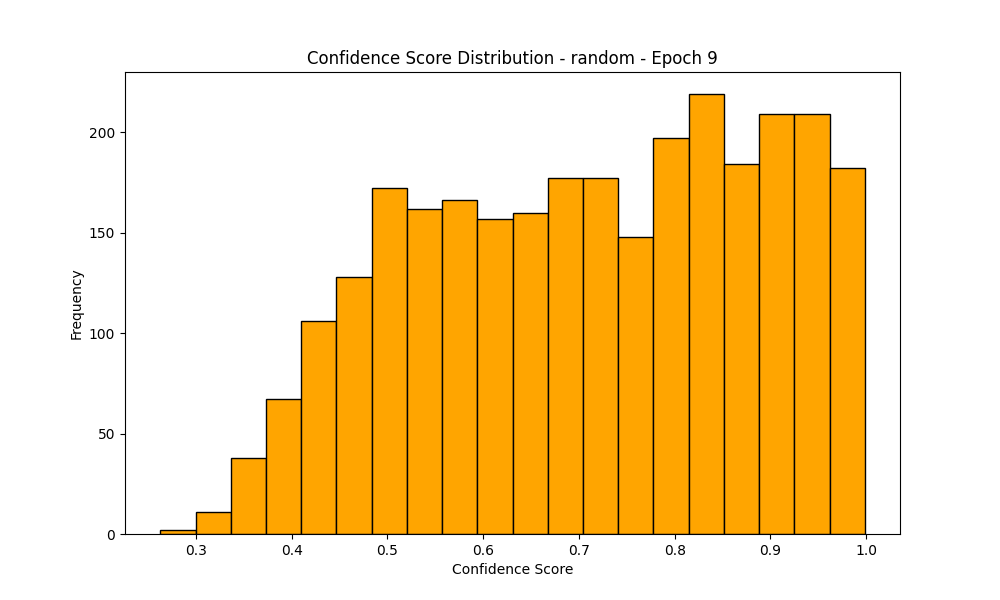 Confidence Score Distribution - random - Epoch 9
Frequency
200
150
100
50
0
0.3 0.4 0.5 0.6 0.7 0.8 0.9 1.0
Confidence Score